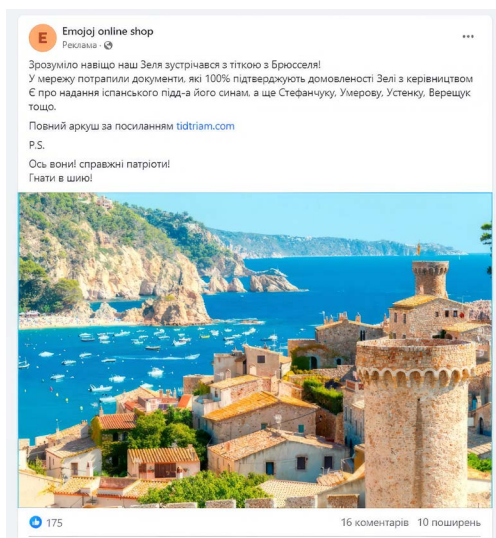 E
Emojoj online shop
Реклама ·
Зрозуміло навіщо наш Зеля зустрічався з тіткою з Брюсселя!
У мережу потрапили документи, які 100% підтверджують домовленості Зелі з керівництвом
Є про надання іспанського підд-а його синам, а ще Стефанчуку, Умерову, Устенку, Верещук
тощо.
Повний аркуш за посиланням tidtriam.com
P.S.
Ось вони! справжні патріоти!
Гнати в шию!
175
16 коментарів 10 поширень